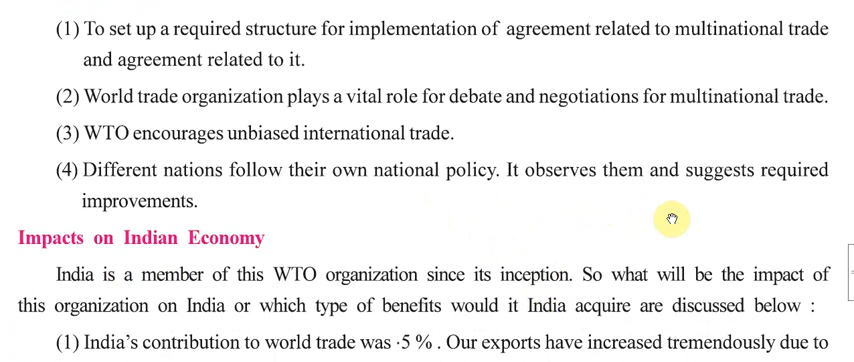 (1) To set up a required structure for implementation of agreement related to multinational trade
and agreement related to it.
(2) World trade organization plays a vital role for debate and negotiations for multinational trade.
(3) WTO encourages unbiased international trade.
(4) Different nations follow their own national policy. It observes them and suggests required
improvements.
Impacts on Indian Economy
India is a member of this WTO organization since its inception. So what will be the impact of
this organization on India or which type of benefits would it India acquire are discussed below :
(1) India's contribution to world trade was ·5 % . Our exports have increased tremendously due to